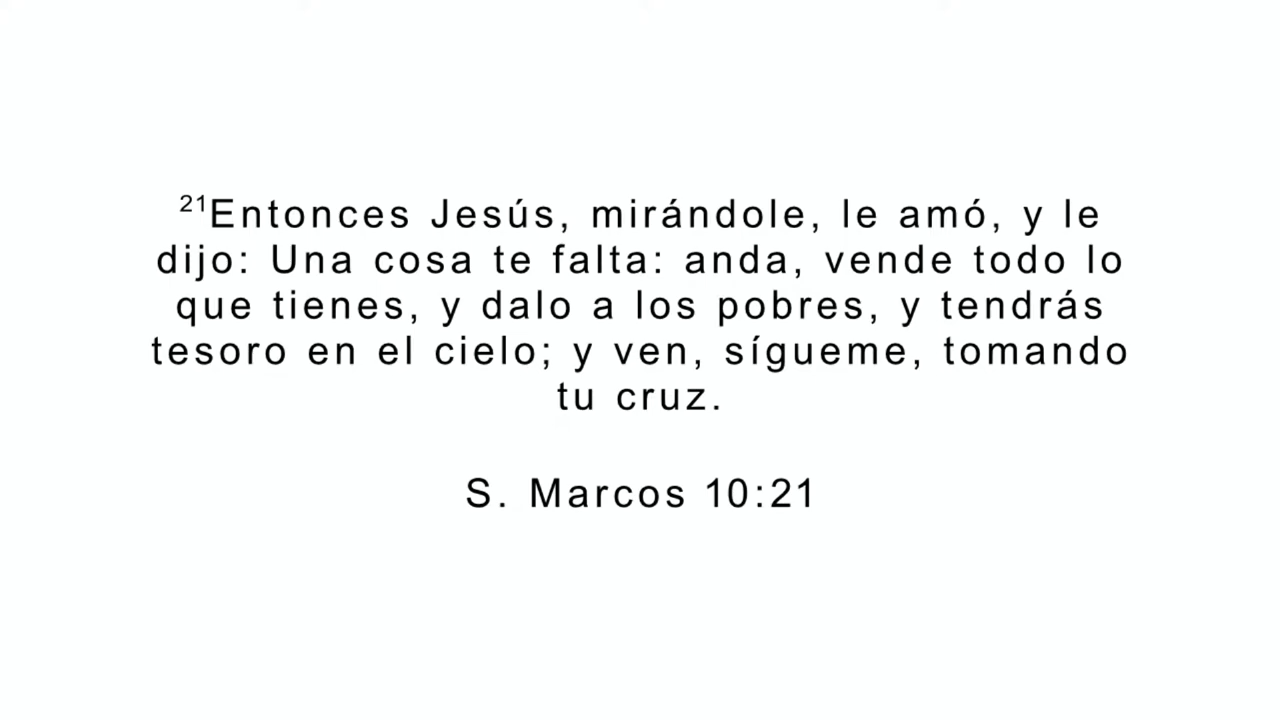 21Entonces Jesús, mirándole, le amó, y le
dijo: Una cosa te falta: anda, vende todo lo
que tienes, y dalo a los pobres, y tendrás
tesoro en el cielo; y ven, sígueme, tomando
tu cruz.
S. Marcos 10:21